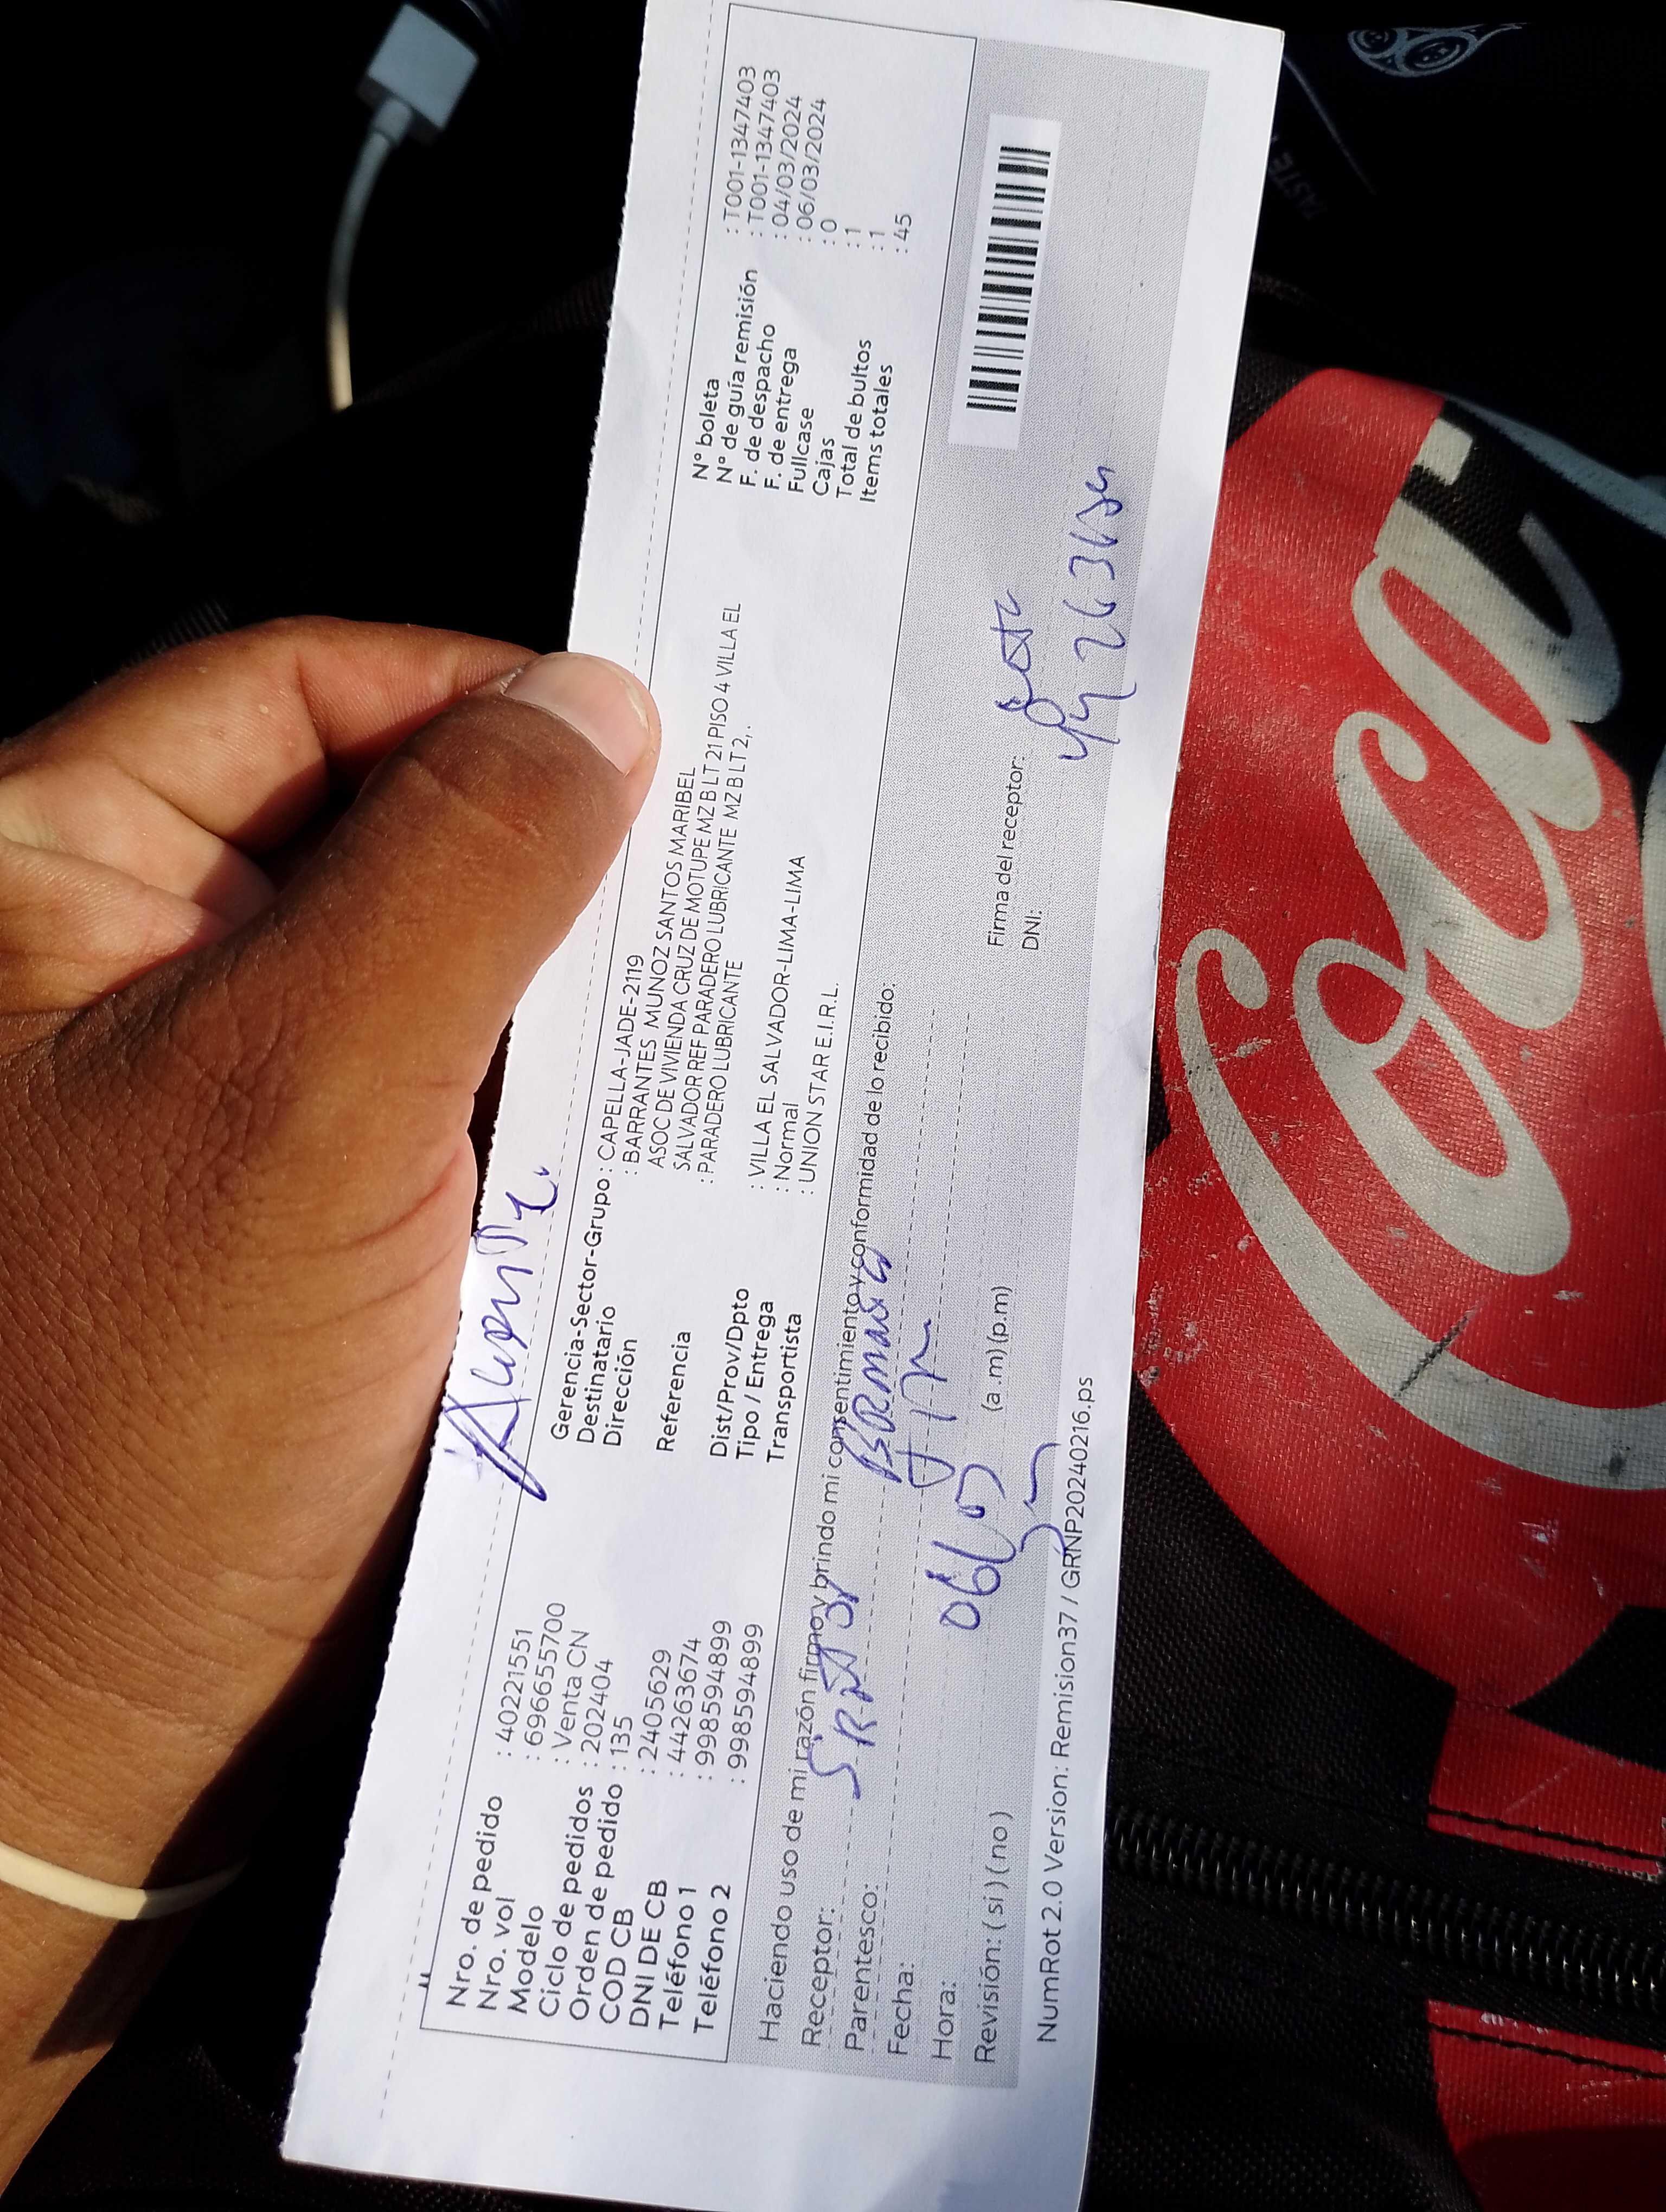 Nro. de pedido : 40221551
Nro. vol : 6966655700
Modelo : Venta CN
Ciclo de pedidos : 202404
Orden de pedido : 135
COD CB : 2405629
DNI DE CB : 44263674
Teléfono 1 : 998594899
Teléfono 2 : 998594899
Gerencia-Sector-Grupo : CAPELLA-JADE-2119
Destinatario : BARRANTES MUNOZ SANTOS MARIBEL
Dirección ASOC DE VIVIENDA CRUZ DE MOTUPE MZ B LT 21 PISO 4 VILLA EL
SALVADOR REF PARADERO LUBRICANTE MZ B LT 2,.
Referencia : PARADERO LUBRICANTE
Dist/Prov/Dpto : VILLA EL SALVADOR-LIMA-LIMA
Tipo / Entrega : Normal
Transportista : UNION STAR E.I.R.L.
N° boleta : T001-1347403
N° de guía remisión : T001-1347403
F. de despacho : 04/03/2024
F. de entrega : 06/03/2024
Fullcase : 0
Cajas : 1
Total de bultos : 1
Items totales : 45
Haciendo uso de mi razón firmo y brindo mi consentimiento y conformidad de lo recibido:
Receptor:
Parentesco:
Fecha:
Hora: (a.m) (p.m)
Revisión: ( si ) ( no )
Firma del receptor:
DNI:
NumRot 2.0 Version: Remision37 / GRNP20240216.ps
Coca
TASTE